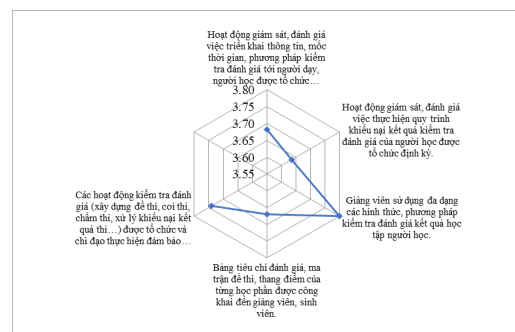 Hoạt động giám sát, đánh giá
việc triển khai thông tin, mốc
thời gian, phương pháp kiểm
tra đánh giá tới người dạy,
người học được tổ chức…
3.80
3.75
3.70
3.65
3.60
3.55
Hoạt động giám sát, đánh giá
việc thực hiện quy trình
khiếu nại kết quả kiểm tra
đánh giá của người học được
tổ chức định kỳ.
Giảng viên sử dụng đa dạng
các hình thức, phương pháp
kiểm tra đánh giá kết quả học
tập người học.
Bảng tiêu chí đánh giá, ma
trận đề thi, thang điểm của
từng học phần được công
khai đến giảng viên, sinh
viên.
Các hoạt động kiểm tra đánh
giá (xây dựng đề thi, coi thi,
chấm thi, xử lý khiếu nại kết
quả thi…) được tổ chức và
chỉ đạo thực hiện đảm bảo…